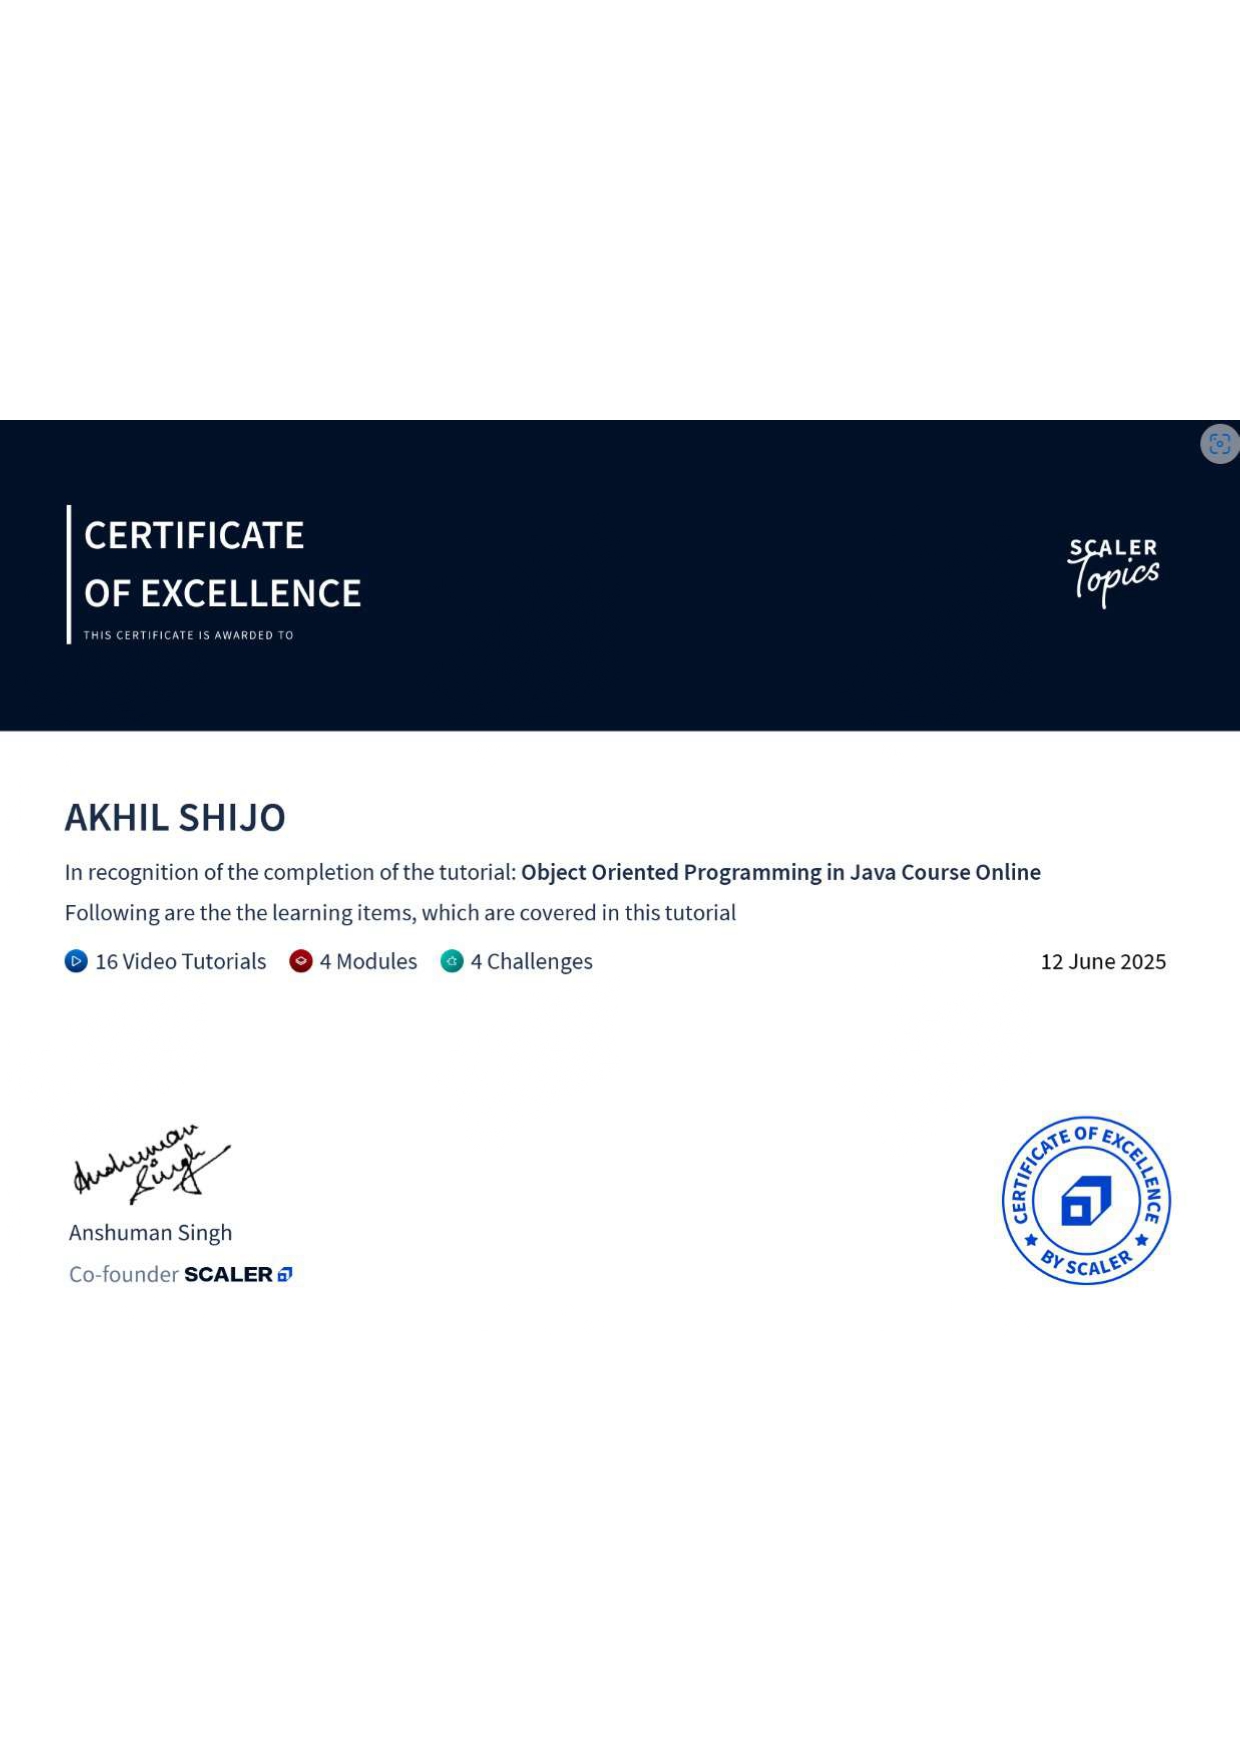 CERTIFICATE
OF EXCELLENCE
THIS CERTIFICATE IS AWARDED TO
SCALER
Topics
AKHIL SHIJO
In recognition of the completion of the tutorial: Object Oriented Programming in Java Course Online
Following are the the learning items, which are covered in this tutorial
16 Video Tutorials 4 Modules 4 Challenges 12 June 2025
Anshuman
Singh
Anshuman Singh
Co-founder SCALER
CERTIFICATE OF EXCELLENCE
BY SCALER